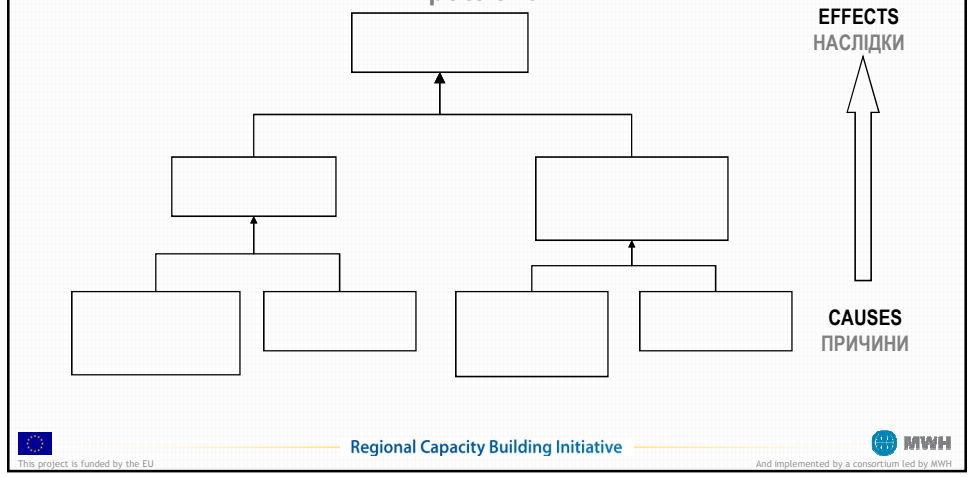 EFFECTS
НАСЛІДКИ
CAUSES
ПРИЧИНИ
Regional Capacity Building Initiative
MWH
This project is funded by the EU
And implemented by a consortium led by MWH